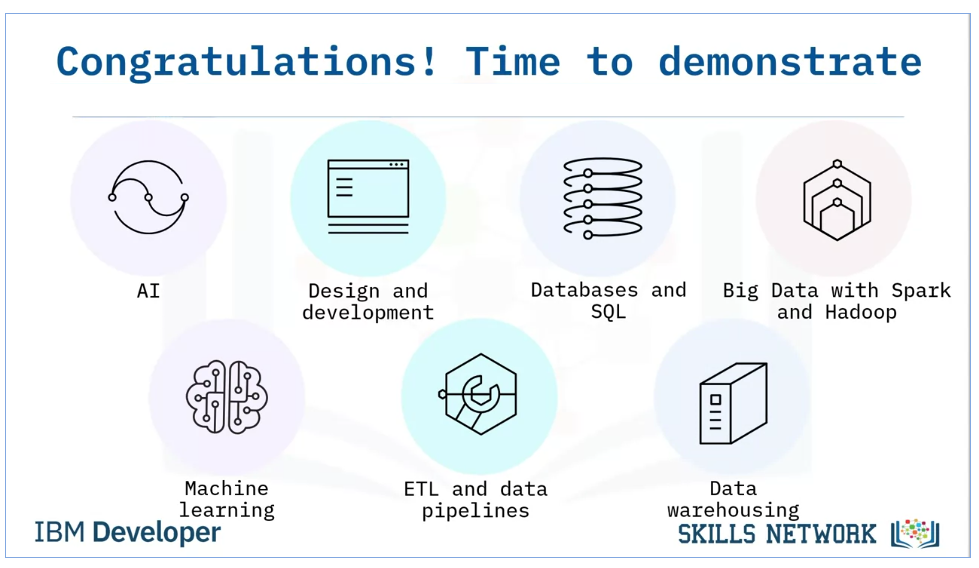 Congratulations! Time to demonstrate
AI
Design and
development
Databases and
SQL
Big Data with Spark
and Hadoop
Machine
learning
ETL and data
pipelines
Data
warehousing
IBM Developer
SKILLS NETWORK